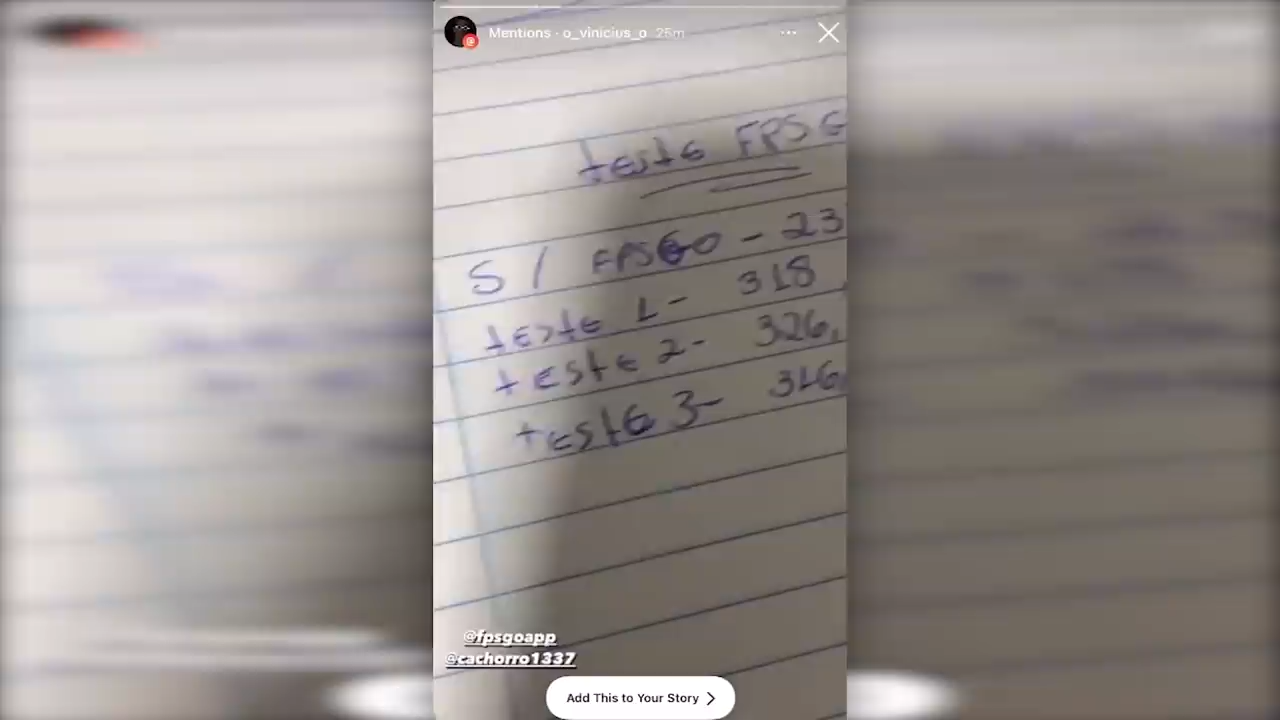 Mentions · o_vinicius_o 25m
teste FPSG
S/ FPSGO - 23
teste 1 - 318
teste 2 - 326,
teste 3 - 316,
@fpsgoapp
@cachorro1337
Add This to Your Story